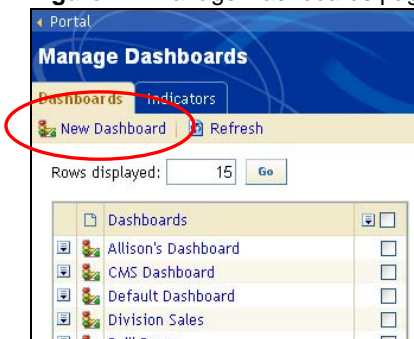 Portal
Manage Dashboards
Dashboards Indicators
New Dashboard | Refresh
Rows displayed: 15 Go
Dashboards
Allison's Dashboard
CMS Dashboard
Default Dashboard
Division Sales